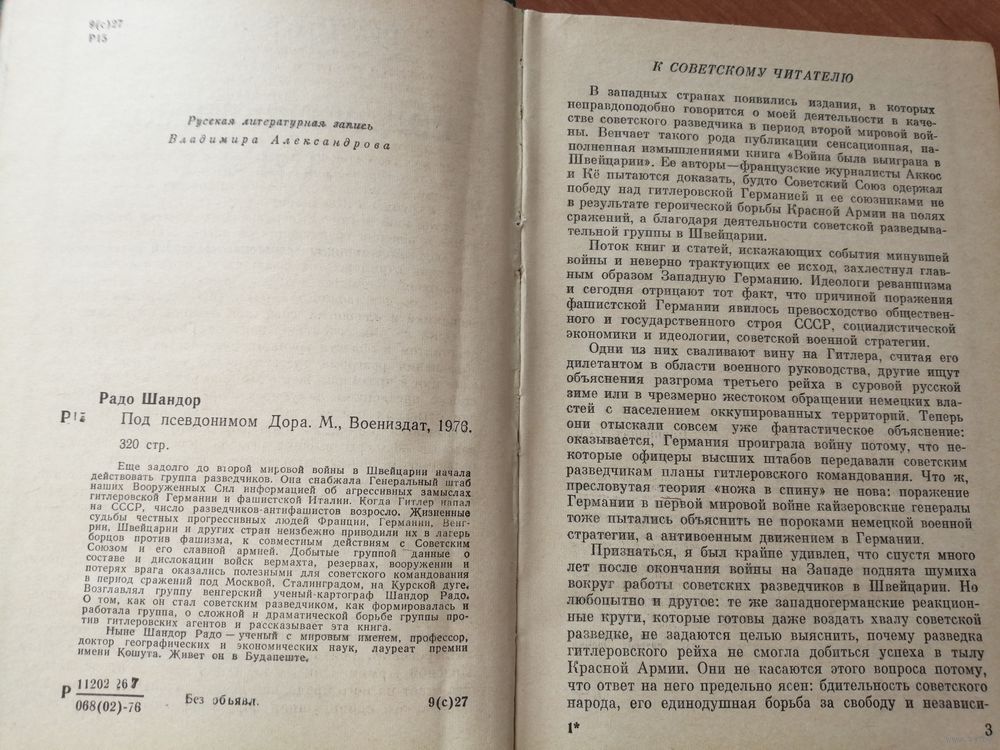 9(с)27
Р15
Русская литературная запись
Владимира Александрова
Радо Шандор
Р15
Под псевдонимом Дора. М., Воениздат, 1976.
320 стр.
Еще задолго до второй мировой войны в Швейцарии начала
действовать группа разведчиков. Она снабжала Генеральный штаб
наших Вооруженных Сил информацией об агрессивных замыслах
гитлеровской Германии и фашистской Италии. Когда Гитлер напал
на СССР, число разведчиков-антифашистов возросло. Жизненные
судьбы честных прогрессивных людей Франции, Германии, Венг-
рии, Швейцарии и других стран неизбежно приводили их в лагерь
борцов против фашизма, к совместным действиям с Советским
Союзом и его славной армией. Добытые группой данные о
составе и дислокации войск вермахта, резервах, вооружении и
потерях врага оказались полезными для советского командования
в период сражений под Москвой, Сталинградом, на Курской дуге.
Возглавлял группу венгерский ученый-картограф Шандор Радо.
О том, как он стал советским разведчиком, как формировалась и
работала группа, о сложной и драматической борьбе группы про-
тив гитлеровских агентов и рассказывает эта книга.
Ныне Шандор Радо — ученый с мировым именем, профессор,
доктор географических и экономических наук, лауреат премии
имени Кошута. Живет он в Будапеште.
Р 11202 267
068(02)-76
Без объявл.
9(с)27
К СОВЕТСКОМУ ЧИТАТЕЛЮ
В западных странах появились издания, в которых
неправдоподобно говорится о моей деятельности в каче-
стве советского разведчика в период второй мировой вой-
ны. Венчает такого рода публикации сенсационная, на-
полненная измышлениями книга «Война была выиграна в
Швейцарии». Ее авторы—французские журналисты Аккос
и Кё пытаются доказать, будто Советский Союз одержал
победу над гитлеровской Германией и ее союзниками не
в результате героической борьбы Красной Армии на полях
сражений, а благодаря деятельности советской разведыва-
тельной группы в Швейцарии.
Поток книг и статей, искажающих события минувшей
войны и неверно трактующих ее исход, захлестнул глав-
ным образом Западную Германию. Идеологи реваншизма
и сегодня отрицают тот факт, что причиной поражения
фашистской Германии явилось превосходство обществен-
ного и государственного строя СССР, социалистической
экономики и идеологии, советской военной стратегии.
Одни из них сваливают вину на Гитлера, считая его
дилетантом в области военного руководства, другие ищут
объяснения разгрома третьего рейха в суровой русской
зиме или в чрезмерно жестоком обращении немецких вла-
стей с населением оккупированных территорий. Теперь
они отыскали совсем уже фантастическое объяснение:
оказывается, Германия проиграла войну потому, что не-
которые офицеры высших штабов передавали советским
разведчикам планы гитлеровского командования. Что ж,
пресловутая теория «ножа в спину» не нова: поражение
Германии в первой мировой войне кайзеровские генералы
тоже пытались объяснить не пороками немецкой военной
стратегии, а антивоенным движением в Германии.
Признаться, я был крайне удивлен, что спустя много
лет после окончания войны на Западе поднята шумиха
вокруг работы советских разведчиков в Швейцарии. Но
любопытно и другое: те же западногерманские реакцион-
ные круги, которые готовы даже воздать хвалу советской
разведке, не задаются целью выяснить, почему разведка
гитлеровского рейха не смогла добиться успеха в тылу
Красной Армии. Они не касаются этого вопроса потому,
что ответ на него предельно ясен: бдительность советского
народа, его единодушная борьба за свободу и независи-
1*
3